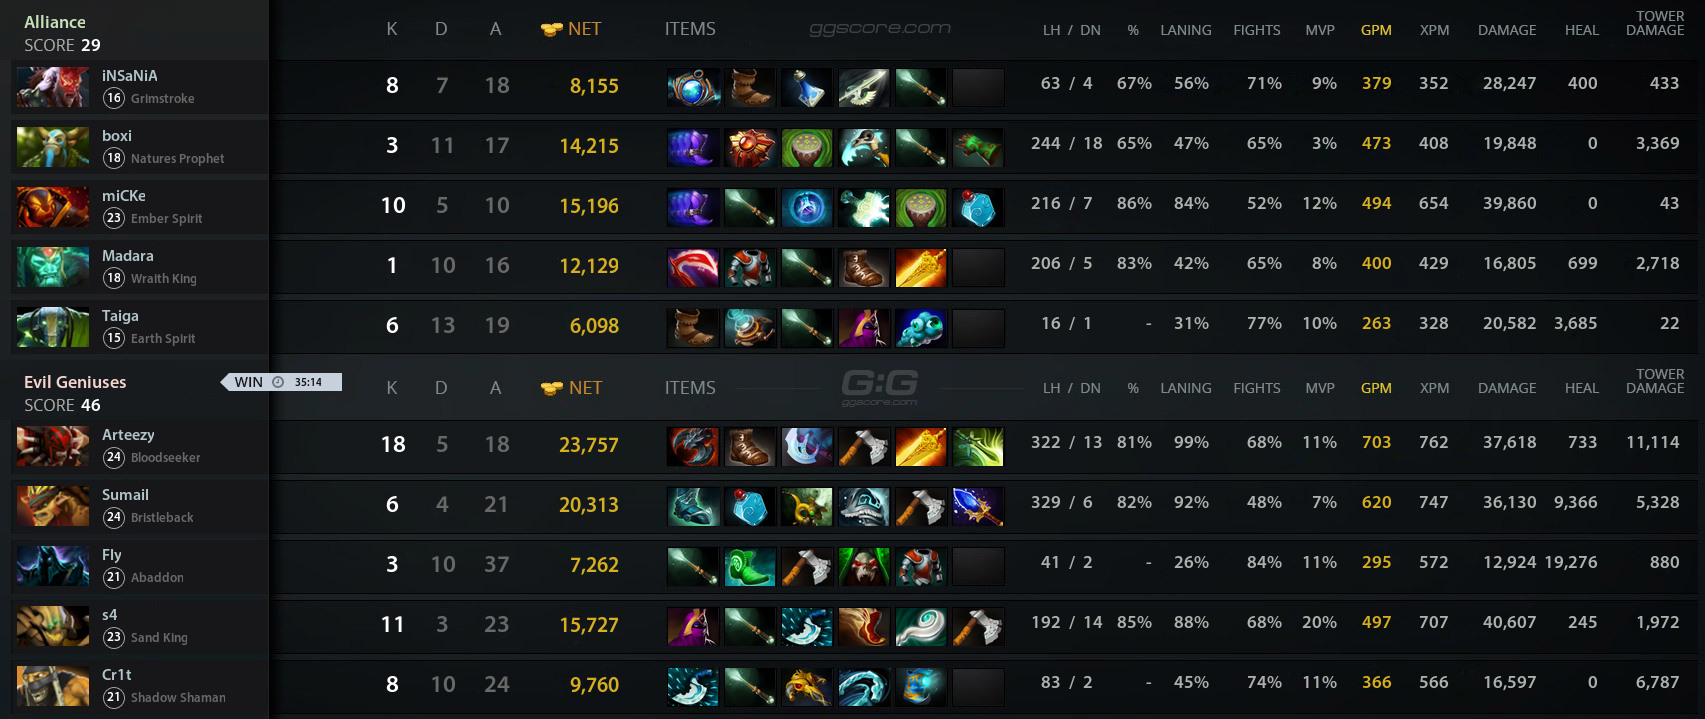 Alliance
SCORE 29
K D A NET ITEMS ggscore.com LH / DN % LANING FIGHTS MVP GPM XPM DAMAGE HEAL TOWER DAMAGE
iNSaNiA
16 Grimstroke
8 7 18 8,155 63 / 4 67% 56% 71% 9% 379 352 28,247 400 433
boxi
18 Natures Prophet
3 11 17 14,215 244 / 18 65% 47% 65% 3% 473 408 19,848 0 3,369
miCKe
23 Ember Spirit
10 5 10 15,196 216 / 7 86% 84% 52% 12% 494 654 39,860 0 43
Madara
18 Wraith King
1 10 16 12,129 206 / 5 83% 42% 65% 8% 400 429 16,805 699 2,718
Taiga
15 Earth Spirit
6 13 19 6,098 16 / 1 - 31% 77% 10% 263 328 20,582 3,685 22
Evil Geniuses
WIN 35:14
SCORE 46
K D A NET ITEMS G:G ggscore.com LH / DN % LANING FIGHTS MVP GPM XPM DAMAGE HEAL TOWER DAMAGE
Arteezy
24 Bloodseeker
18 5 18 23,757 322 / 13 81% 99% 68% 11% 703 762 37,618 733 11,114
Sumail
24 Bristleback
6 4 21 20,313 329 / 6 82% 92% 48% 7% 620 747 36,130 9,366 5,328
Fly
21 Abaddon
3 10 37 7,262 41 / 2 - 26% 84% 11% 295 572 12,924 19,276 880
s4
23 Sand King
11 3 23 15,727 192 / 14 85% 88% 68% 20% 497 707 40,607 245 1,972
Cr1t
21 Shadow Shaman
8 10 24 9,760 83 / 2 - 45% 74% 11% 366 566 16,597 0 6,787